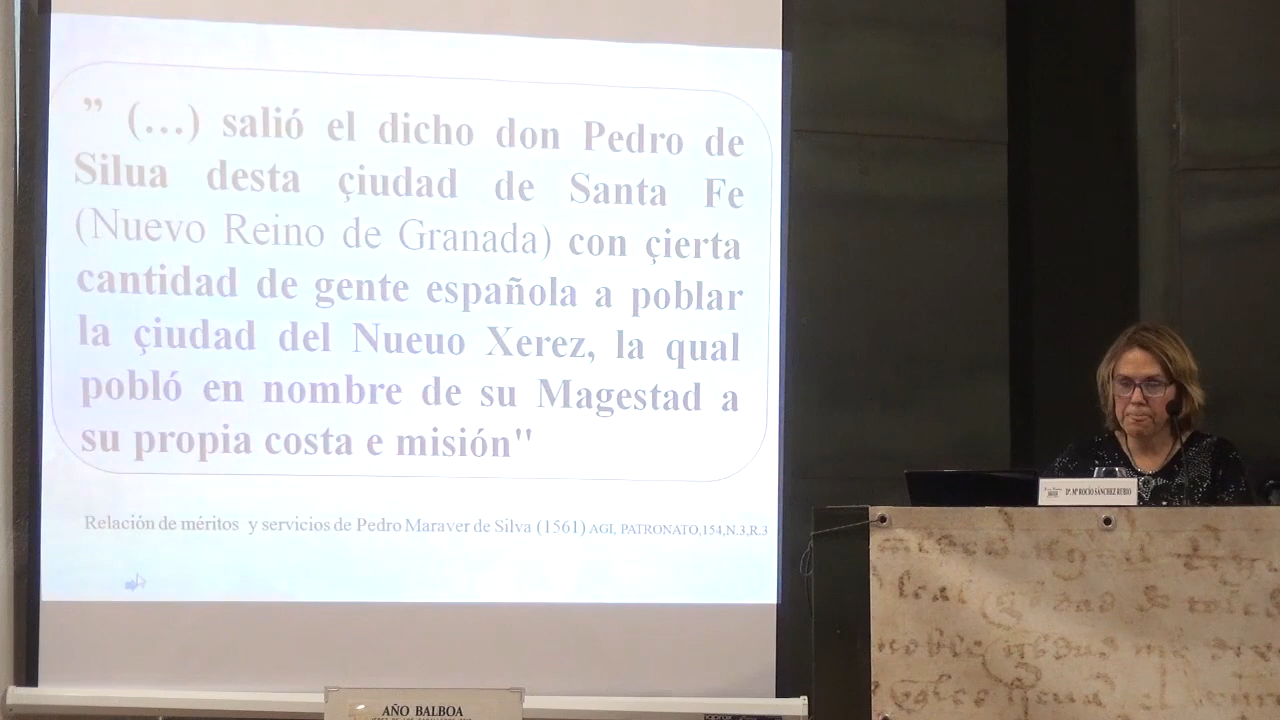 ” (…) salió el dicho don Pedro de
Silua desta çiudad de Santa Fe
(Nuevo Reino de Granada) con çierta
cantidad de gente española a poblar
la çiudad del Nueuo Xerez, la qual
pobló en nombre de su Magestad a
su propia costa e misión"
Relación de méritos y servicios de Pedro Maraver de Silva (1561) AGI, PATRONATO,154,N.3,R.3
Dª. Mª ROCÍO SÁNCHEZ RUBIO
AÑO BALBOA